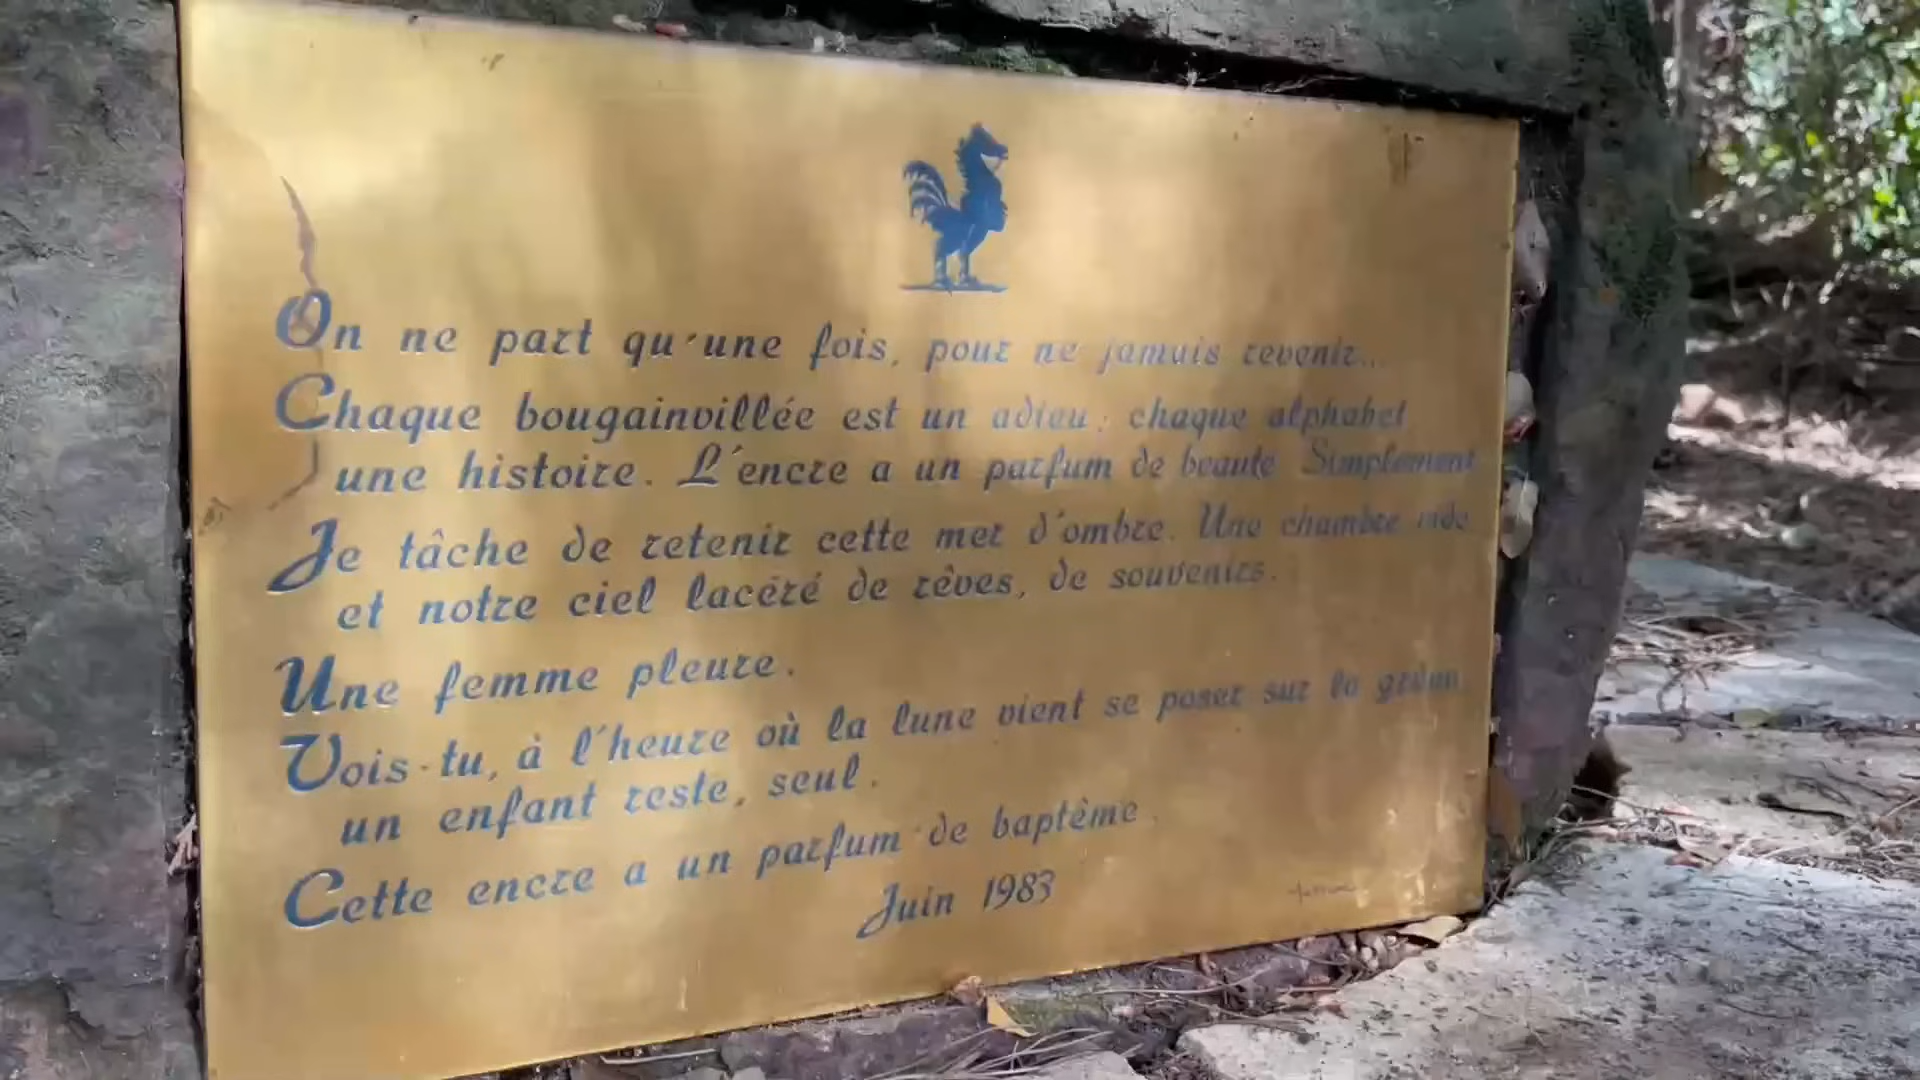 On ne part qu'une fois, pour ne jamais revenir..
Chaque bougainvillée est un adieu, chaque alphabet
une histoire. L'encre a un parfum de beauté Simplement
Je tâche de retenir cette mer d'ombre. Une chambre vide
et notre ciel lacéré de rêves, de souvenirs.
Une femme pleure.
Vois-tu, à l'heure où la lune vient se poser sur la
un enfant reste, seul.
Cette encre a un parfum de baptême
Juin 1983